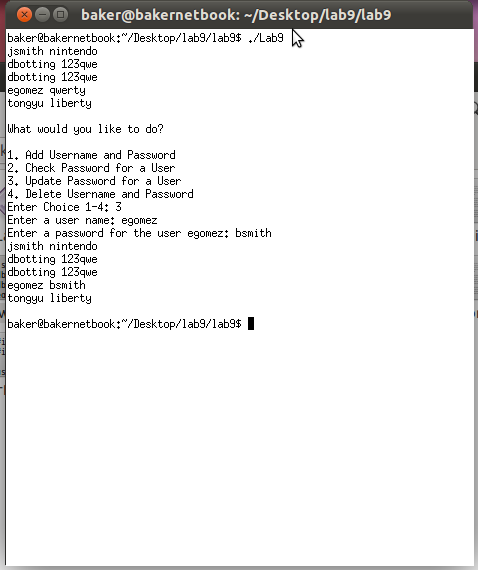 baker@bakernetbook: ~/Desktop/lab9/lab9
baker@bakernetbook:~/Desktop/lab9/lab9$ ./Lab9
jsmith nintendo
dbotting 123qwe
dbotting 123qwe
egomez qwerty
tongyu liberty
What would you like to do?
1. Add Username and Password
2. Check Password for a User
3. Update Password for a User
4. Delete Username and Password
Enter Choice 1-4: 3
Enter a user name: egomez
Enter a password for the user egomez: bsmith
jsmith nintendo
dbotting 123qwe
dbotting 123qwe
egomez bsmith
tongyu liberty
baker@bakernetbook:~/Desktop/lab9/lab9$